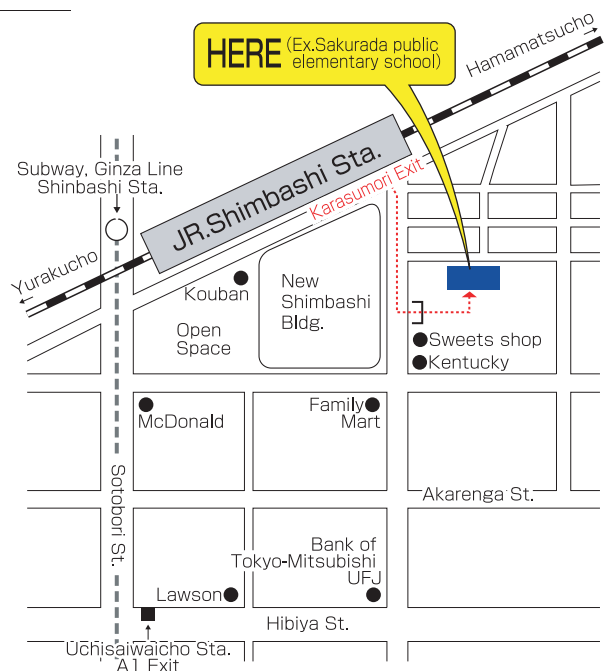 HERE (Ex.Sakurada public
elementary school)
Hamamatsucho
Subway, Ginza Line
Shinbashi Sta.
JR.Shimbashi Sta.
Karasumori Exit
Yurakucho
Kouban
New
Shimbashi
Bldg.
Open
Space
Sweets shop
Kentucky
McDonald
Family
Mart
Sotobori St.
Akarenga St.
Bank of
Tokyo-Mitsubishi
UFJ
Lawson
Hibiya St.
Uchisaiwaicho Sta.
A1 Exit